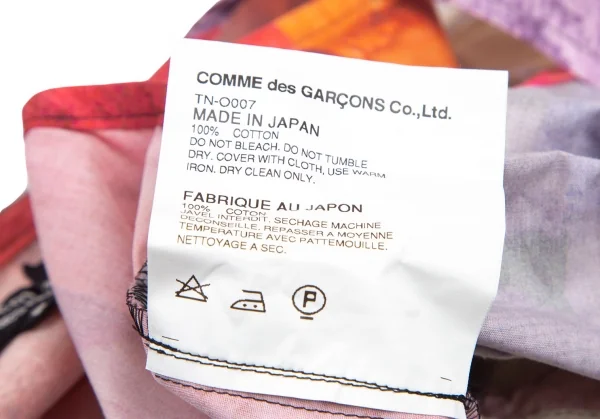 COMME des GARÇONS Co.,Ltd.
TN-O007
MADE IN JAPAN
100% COTTON
DO NOT BLEACH. DO NOT TUMBLE
DRY. COVER WITH CLOTH, USE WARM
IRON. DRY CLEAN ONLY.
FABRIQUE AU JAPON
100% COTON
JAVEL INTERDIT. SECHAGE MACHINE
DECONSEILLE. REPASSER A MOYENNE
TEMPERATURE AVEC PATTEMOUILLE.
NETTOYAGE A SEC.
P